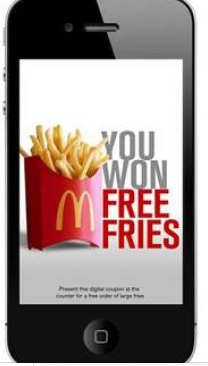 YOU
WON
FREE
FRIES
Present this digital coupon at the
counter for a free order of large fries